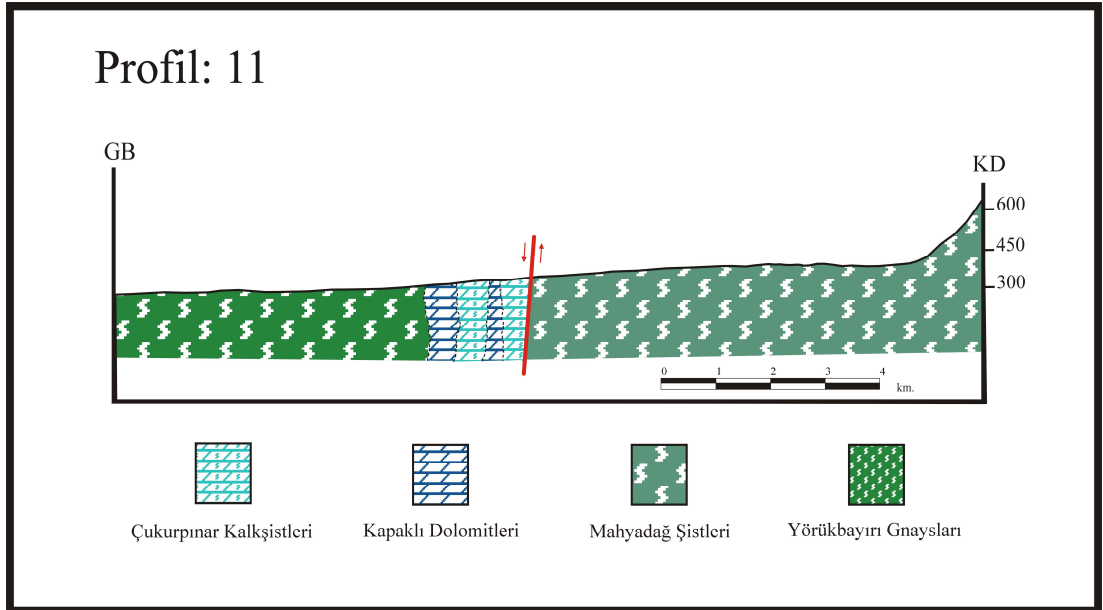 Profil: 11
GB
KD
600
450
300
0 1 2 3 4
km.
Çukurpınar Kalkşistleri
Kapaklı Dolomitleri
Mahyadağ Şistleri
Yörükbayırı Gnaysları